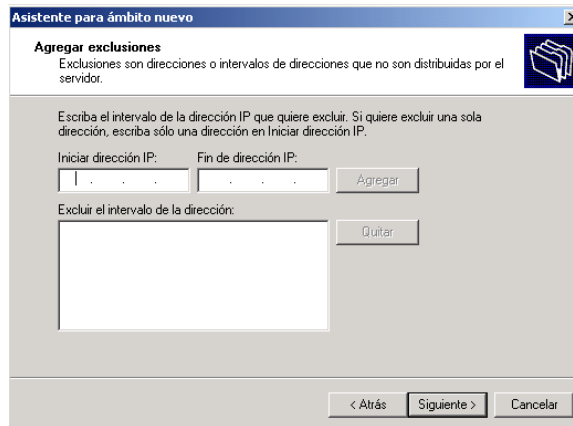 Asistente para ámbito nuevo
Agregar exclusiones
Exclusiones son direcciones o intervalos de direcciones que no son distribuidas por el
servidor.
Escriba el intervalo de la dirección IP que quiere excluir. Si quiere excluir una sola
dirección, escriba sólo una dirección en Iniciar dirección IP.
Iniciar dirección IP: Fin de dirección IP:
Agregar
Excluir el intervalo de la dirección:
Quitar
< Atrás Siguiente > Cancelar